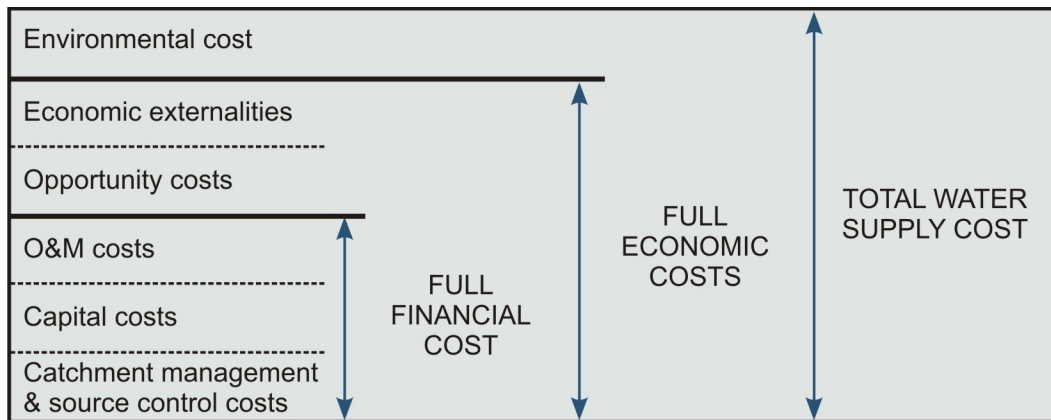 Environmental cost
Economic externalities
Opportunity costs
O&M costs
Capital costs
Catchment management
& source control costs
FULL
FINANCIAL
COST
FULL
ECONOMIC
COSTS
TOTAL WATER
SUPPLY COST